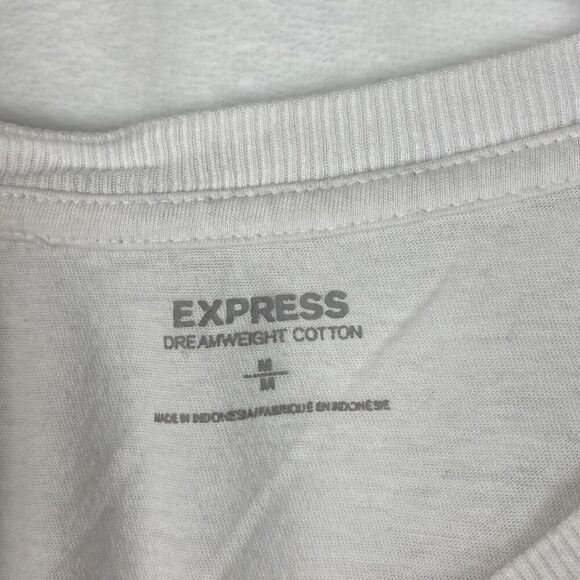 EXPRESS
DREAMWEIGHT COTTON
M
M
MADE IN INDONESIA/FABRIQUÉ EN INDONÉSIE